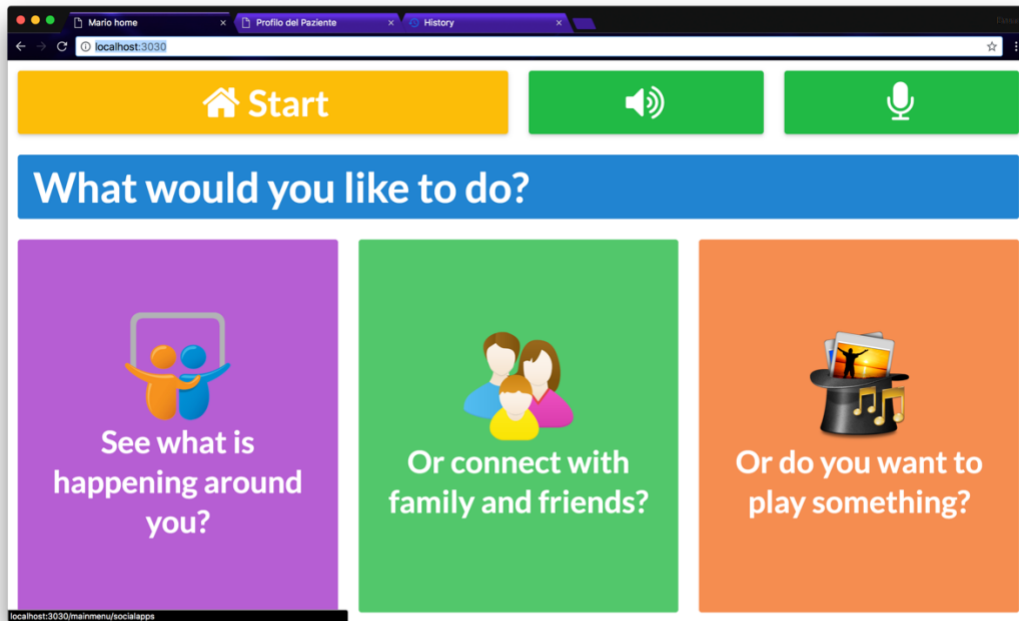 Mario home
Profilo del Paziente
History
localhost:3030
Start
What would you like to do?
See what is
happening around
you?
Or connect with
family and friends?
Or do you want to
play something?
localhost:3030/mainmenu/socialapps